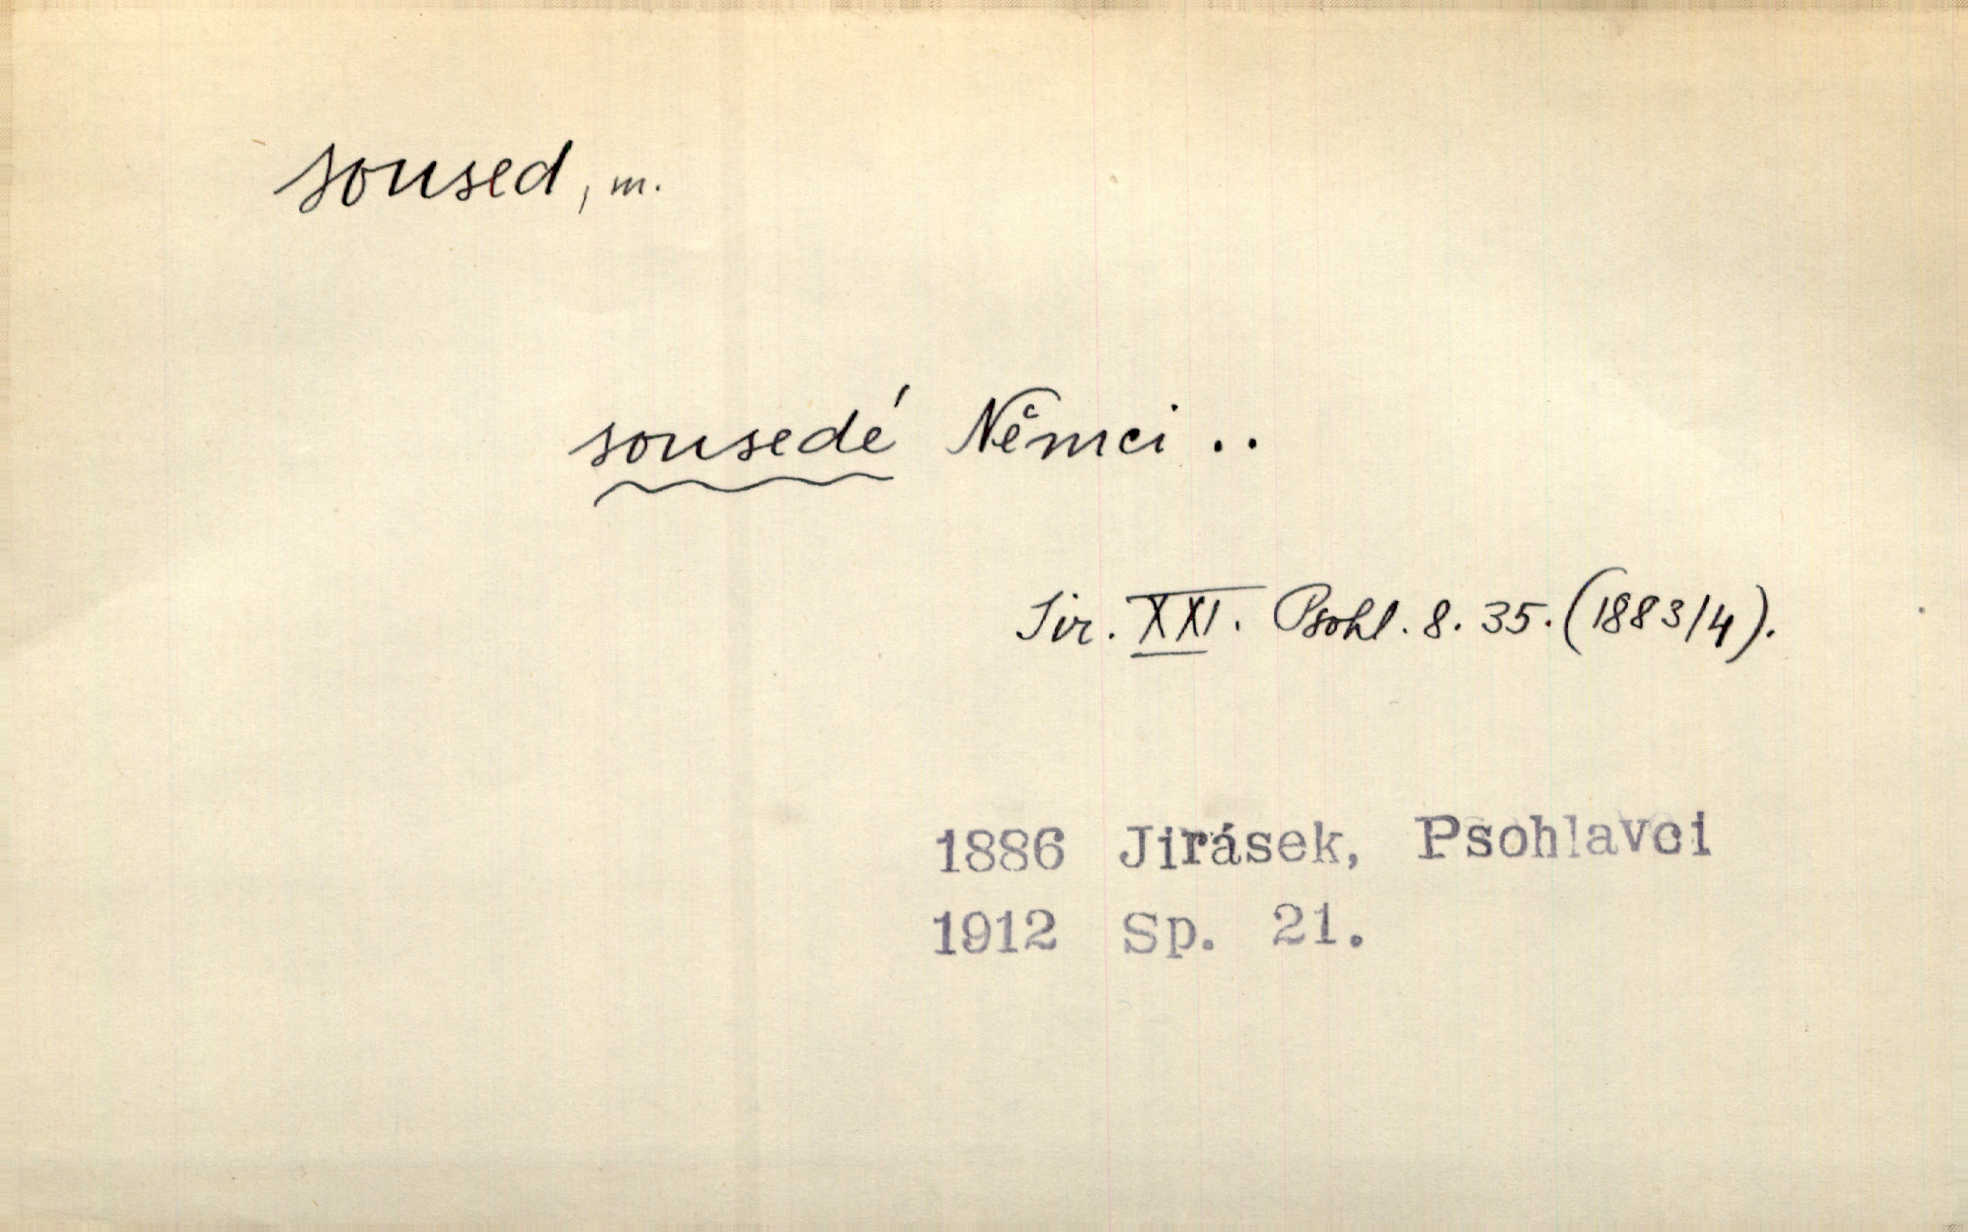 soused, m.
sousedé Němci ..
Jir. XXI. Psohl. 8. 35. (1883/4).
1886 Jirásek, Psohlavci
1912 Sp. 21.